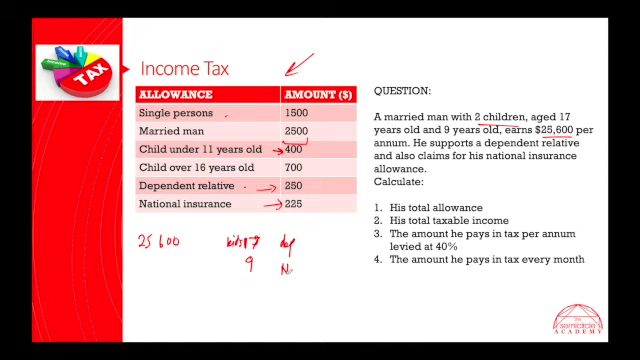 TAX
Income Tax
ALLOWANCE AMOUNT ($)
Single persons 1500
Married man 2500
Child under 11 years old 400
Child over 16 years old 700
Dependent relative 250
National insurance 225
25 600 kids 17 dep
9 N
QUESTION:
A married man with 2 children, aged 17
years old and 9 years old, earns $25,600 per
annum. He supports a dependent relative
and also claims for his national insurance
allowance.
Calculate:
1. His total allowance
2. His total taxable income
3. The amount he pays in tax per annum
levied at 40%
4. The amount he pays in tax every month
semicircle
ACADEMY